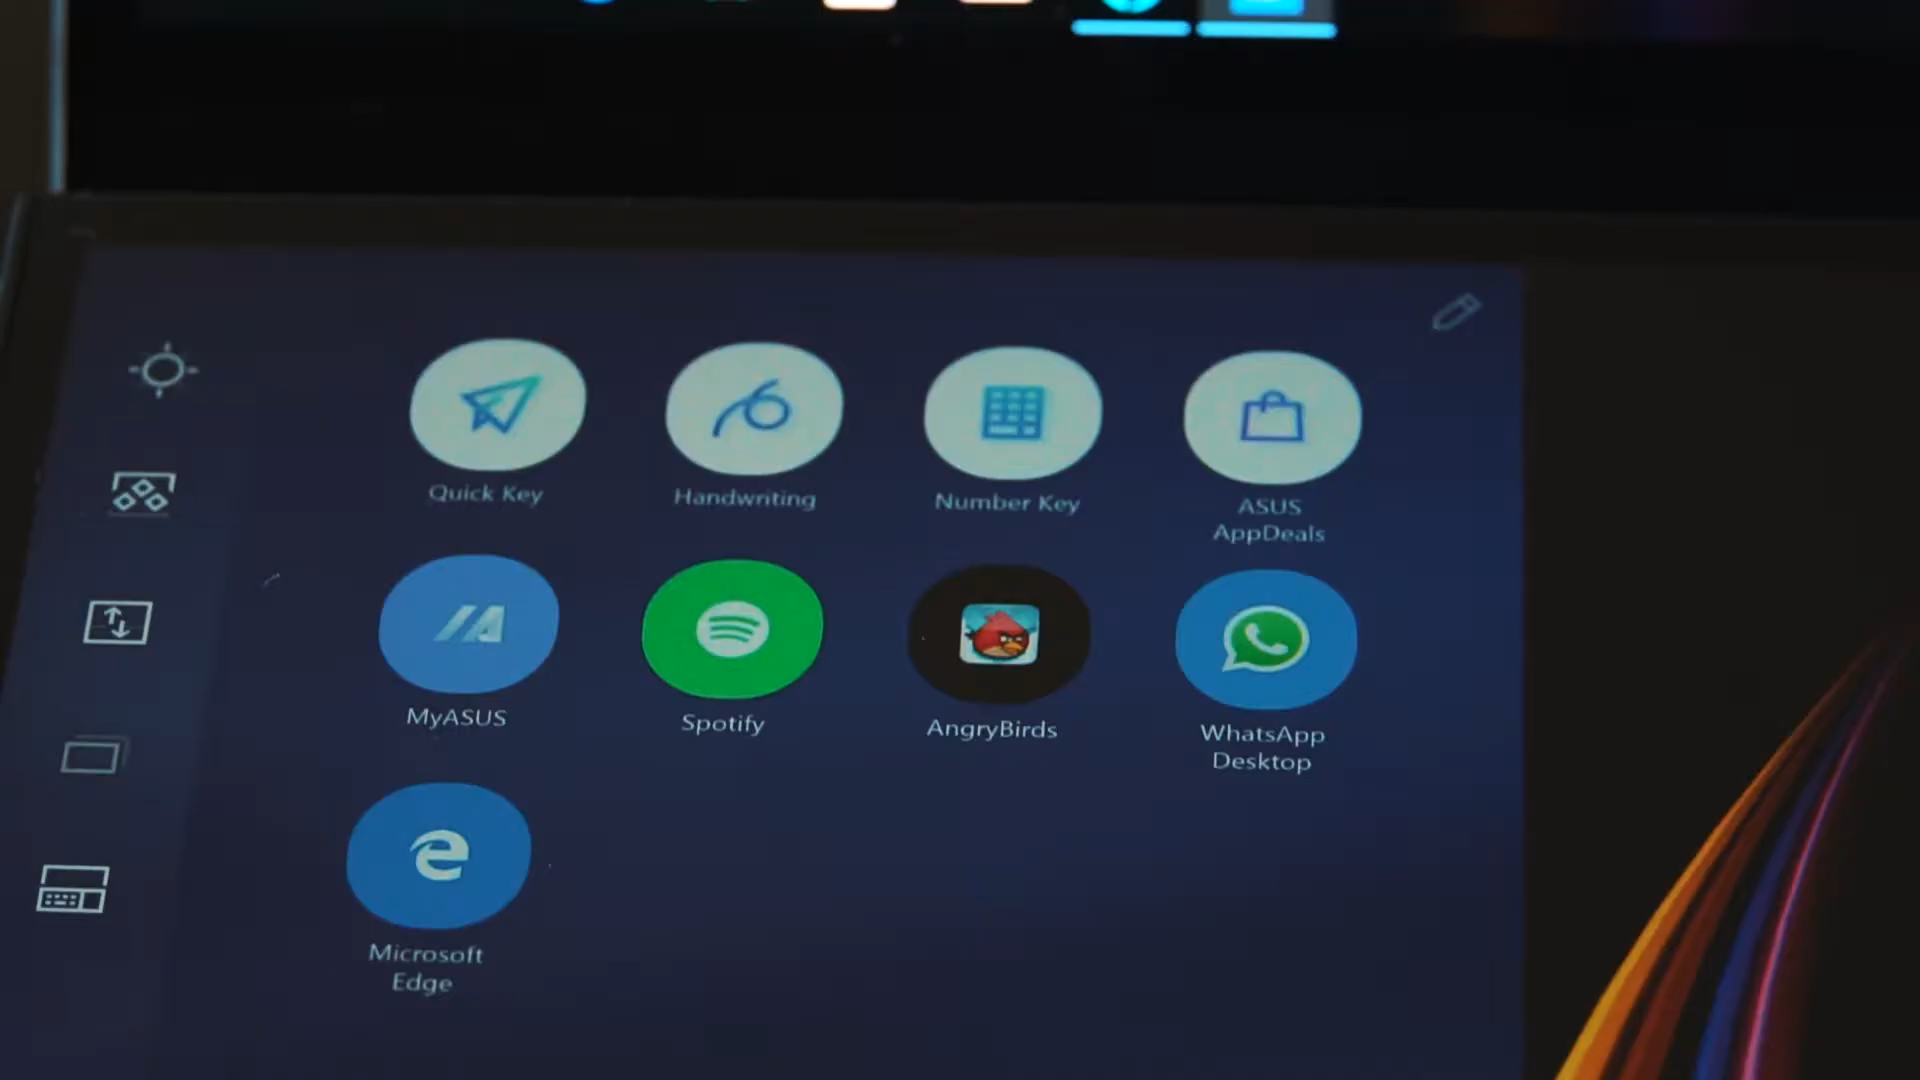 Quick Key
Handwriting
Number Key
ASUS
AppDeals
MyASUS
Spotify
AngryBirds
WhatsApp
Desktop
Microsoft
Edge